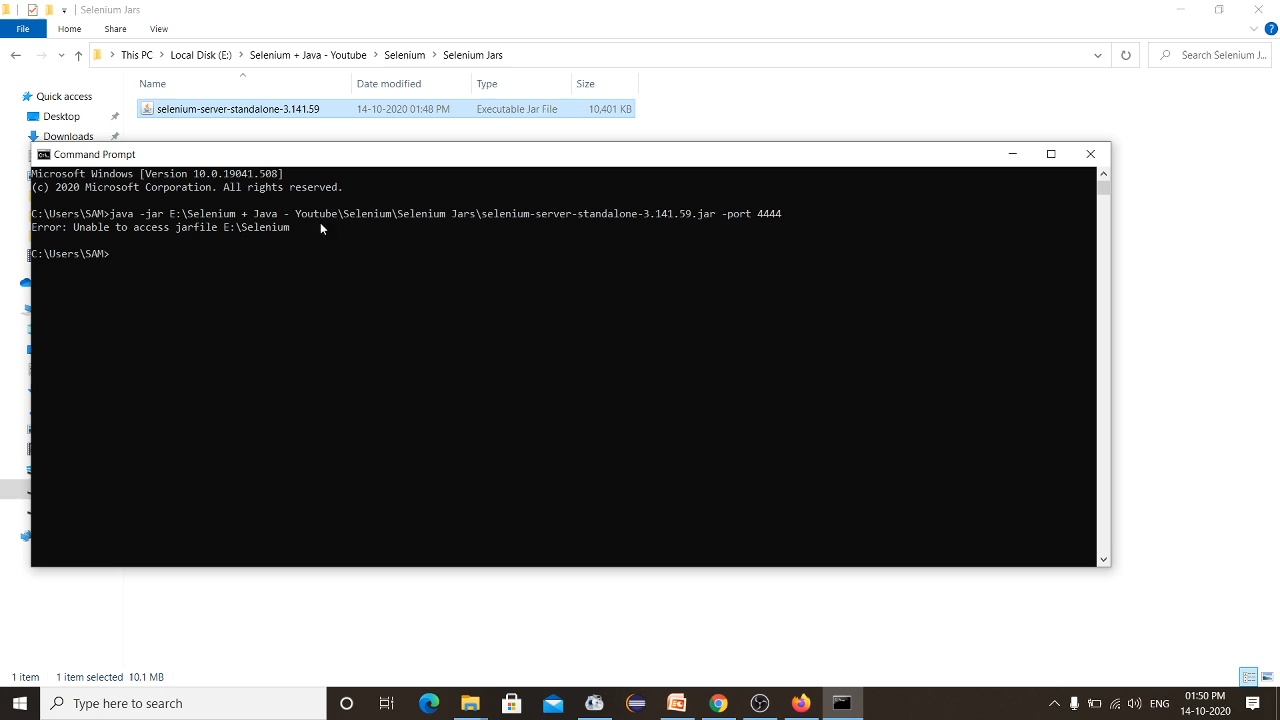 Selenium Jars
File Home Share View
This PC > Local Disk (E:) > Selenium + Java - Youtube > Selenium > Selenium Jars
Search Selenium J...
Name Date modified Type Size
Quick access
selenium-server-standalone-3.141.59 14-10-2020 01:48 PM Executable Jar File 10,401 KB
Desktop
Downloads
Command Prompt
Microsoft Windows [Version 10.0.19041.508]
(c) 2020 Microsoft Corporation. All rights reserved.
C:\Users\SAM>java -jar E:\Selenium + Java - Youtube\Selenium\Selenium Jars\selenium-server-standalone-3.141.59.jar -port 4444
Error: Unable to access jarfile E:\Selenium
C:\Users\SAM>
1 item 1 item selected 10.1 MB
Type here to search
ENG
01:50 PM
14-10-2020